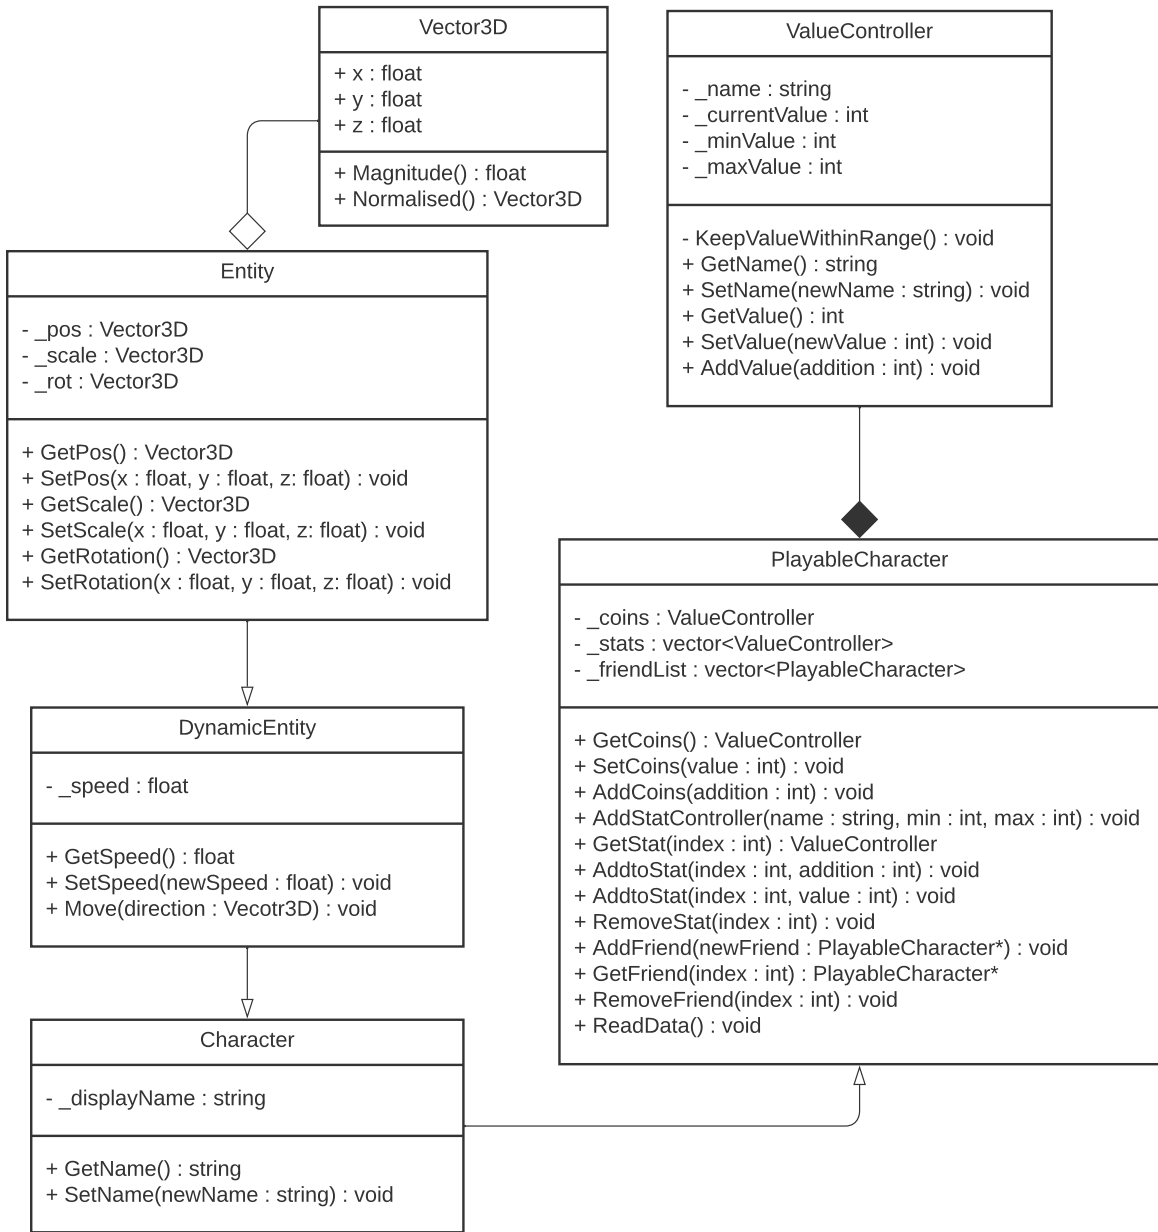 Vector3D
+ x : float
+ y : float
+ z : float
+ Magnitude() : float
+ Normalised() : Vector3D
ValueController
- _name : string
- _currentValue : int
- _minValue : int
- _maxValue : int
- KeepValueWithinRange() : void
+ GetName() : string
+ SetName(newName : string) : void
+ GetValue() : int
+ SetValue(newValue : int) : void
+ AddValue(addition : int) : void
Entity
- _pos : Vector3D
- _scale : Vector3D
- _rot : Vector3D
+ GetPos() : Vector3D
+ SetPos(x : float, y : float, z: float) : void
+ GetScale() : Vector3D
+ SetScale(x : float, y : float, z: float) : void
+ GetRotation() : Vector3D
+ SetRotation(x : float, y : float, z: float) : void
DynamicEntity
- _speed : float
+ GetSpeed() : float
+ SetSpeed(newSpeed : float) : void
+ Move(direction : Vecotr3D) : void
Character
- _displayName : string
+ GetName() : string
+ SetName(newName : string) : void
PlayableCharacter
- _coins : ValueController
- _stats : vector<ValueController>
- _friendList : vector<PlayableCharacter>
+ GetCoins() : ValueController
+ SetCoins(value : int) : void
+ AddCoins(addition : int) : void
+ AddStatController(name : string, min : int, max : int) : void
+ GetStat(index : int) : ValueController
+ AddtoStat(index : int, addition : int) : void
+ AddtoStat(index : int, value : int) : void
+ RemoveStat(index : int) : void
+ AddFriend(newFriend : PlayableCharacter*) : void
+ GetFriend(index : int) : PlayableCharacter*
+ RemoveFriend(index : int) : void
+ ReadData() : void